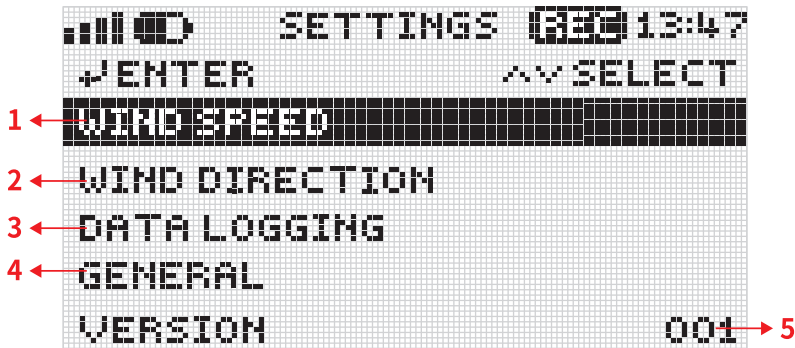 SETTINGS REC 13:47
ENTER SELECT
1 WIND SPEED
2 WIND DIRECTION
3 DATA LOGGING
4 GENERAL
VERSION 001 5